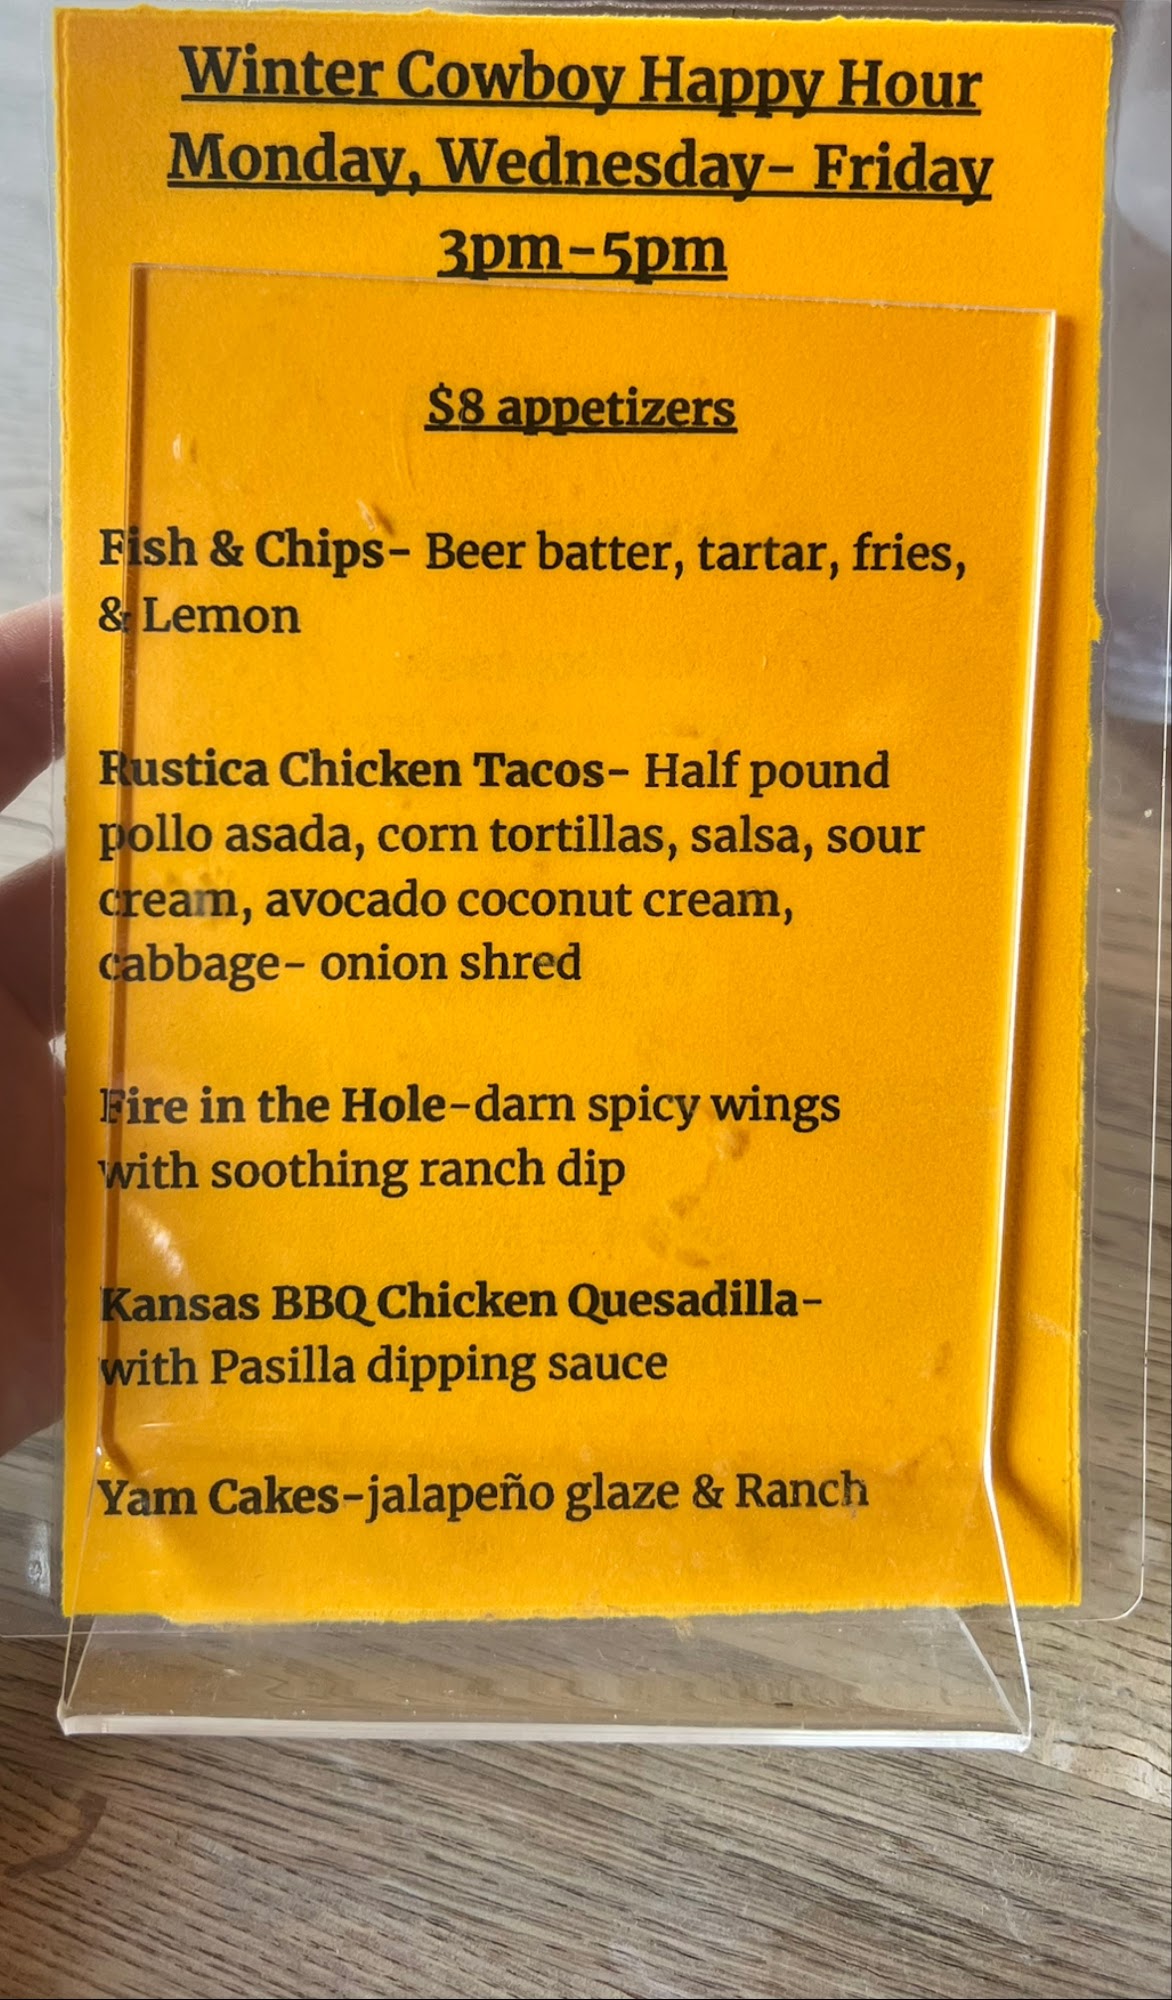 Winter Cowboy Happy Hour
Monday, Wednesday- Friday
3pm-5pm
$8 appetizers
Fish & Chips- Beer batter, tartar, fries,
& Lemon
Rustica Chicken Tacos- Half pound
pollo asada, corn tortillas, salsa, sour
cream, avocado coconut cream,
cabbage- onion shred
Fire in the Hole-darn spicy wings
with soothing ranch dip
Kansas BBQ Chicken Quesadilla-
with Pasilla dipping sauce
Yam Cakes-jalapeño glaze & Ranch